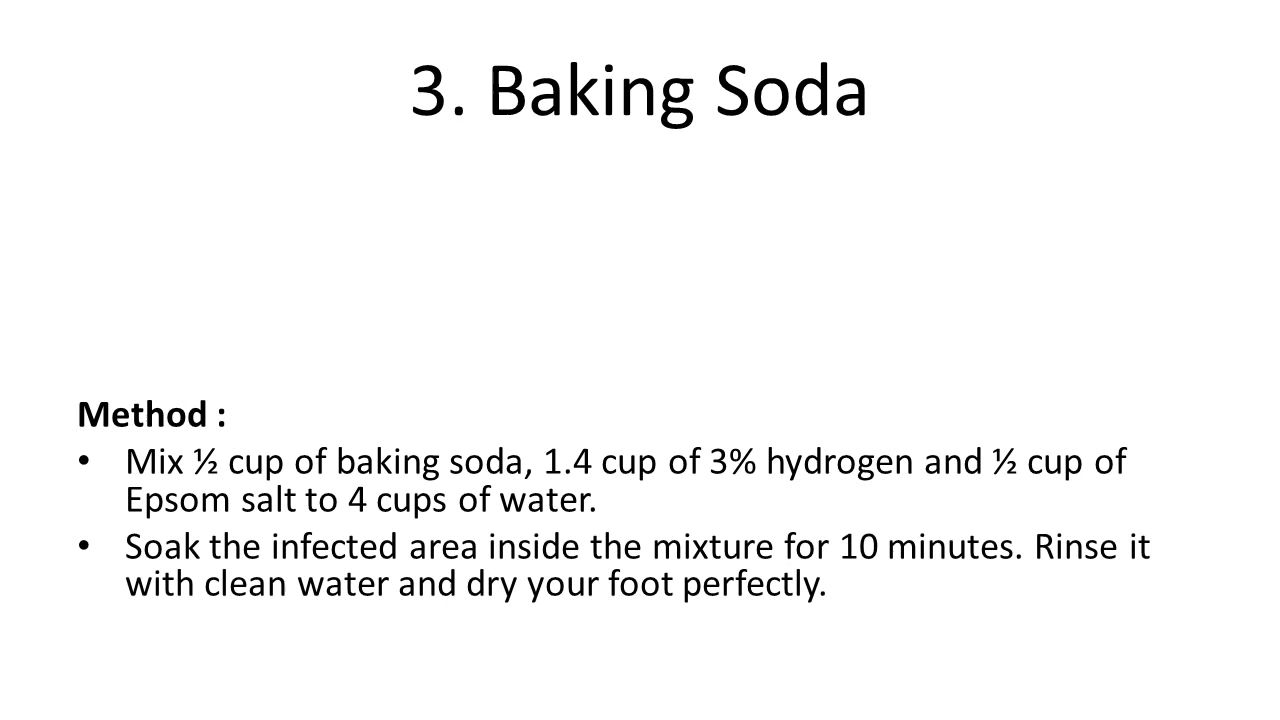 3. Baking Soda
Method :
• Mix ½ cup of baking soda, 1.4 cup of 3% hydrogen and ½ cup of
Epsom salt to 4 cups of water.
• Soak the infected area inside the mixture for 10 minutes. Rinse it
with clean water and dry your foot perfectly.